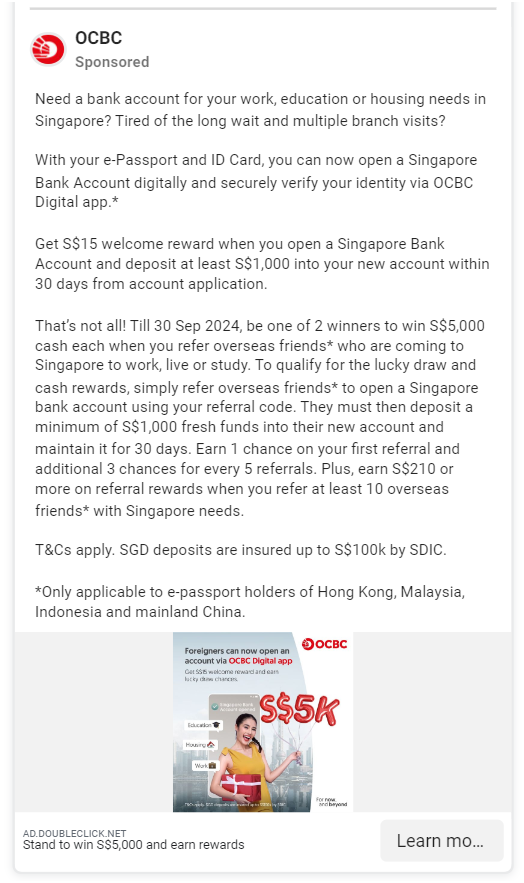 OCBC
Sponsored
Need a bank account for your work, education or housing needs in
Singapore? Tired of the long wait and multiple branch visits?
With your e-Passport and ID Card, you can now open a Singapore
Bank Account digitally and securely verify your identity via OCBC
Digital app.*
Get S$15 welcome reward when you open a Singapore Bank
Account and deposit at least S$1,000 into your new account within
30 days from account application.
That's not all! Till 30 Sep 2024, be one of 2 winners to win S$5,000
cash each when you refer overseas friends* who are coming to
Singapore to work, live or study. To qualify for the lucky draw and
cash rewards, simply refer overseas friends* to open a Singapore
bank account using your referral code. They must then deposit a
minimum of S$1,000 fresh funds into their new account and
maintain it for 30 days. Earn 1 chance on your first referral and
additional 3 chances for every 5 referrals. Plus, earn S$210 or
more on referral rewards when you refer at least 10 overseas
friends* with Singapore needs.
T&Cs apply. SGD deposits are insured up to S$100k by SDIC.
*Only applicable to e-passport holders of Hong Kong, Malaysia,
Indonesia and mainland China.
OCBC
Foreigners can now open an
account via OCBC Digital app
Get S$15 welcome reward and earn
lucky draw chances
S$5K
Singapore Bank
Account opened
Education
Housing
Work
For now,
and beyond
AD.DOUBLECLICK.NET
Stand to win S$5,000 and earn rewards
Learn mo...